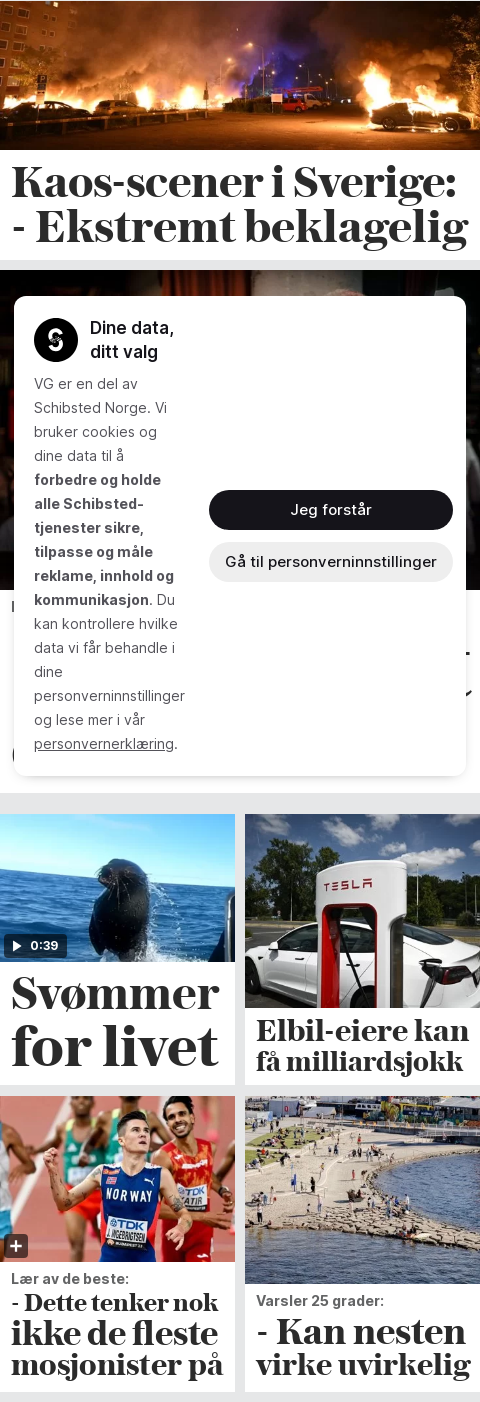 Kaos-scener i Sverige:
- Ekstremt beklagelig
Dine data,
ditt valg
VG er en del av
Schibsted Norge. Vi
bruker cookies og
dine data til å
forbedre og holde
alle Schibsted-
tjenester sikre,
tilpasse og måle
reklame, innhold og
kommunikasjon. Du
kan kontrollere hvilke
data vi får behandle i
dine
personverninnstillinger
og lese mer i vår
personvernerklæring.
Jeg forstår
Gå til personverninnstillinger
0:39
Svømmer
for livet
TESLA
Elbil-eiere kan
få milliardsjokk
NORWAY
TDK
J. INGEBRIGTSEN
TDK
KATIR
Lær av de beste:
- Dette tenker nok
ikke de fleste
mosjonister på
Varsler 25 grader:
- Kan nesten
virke uvirkelig